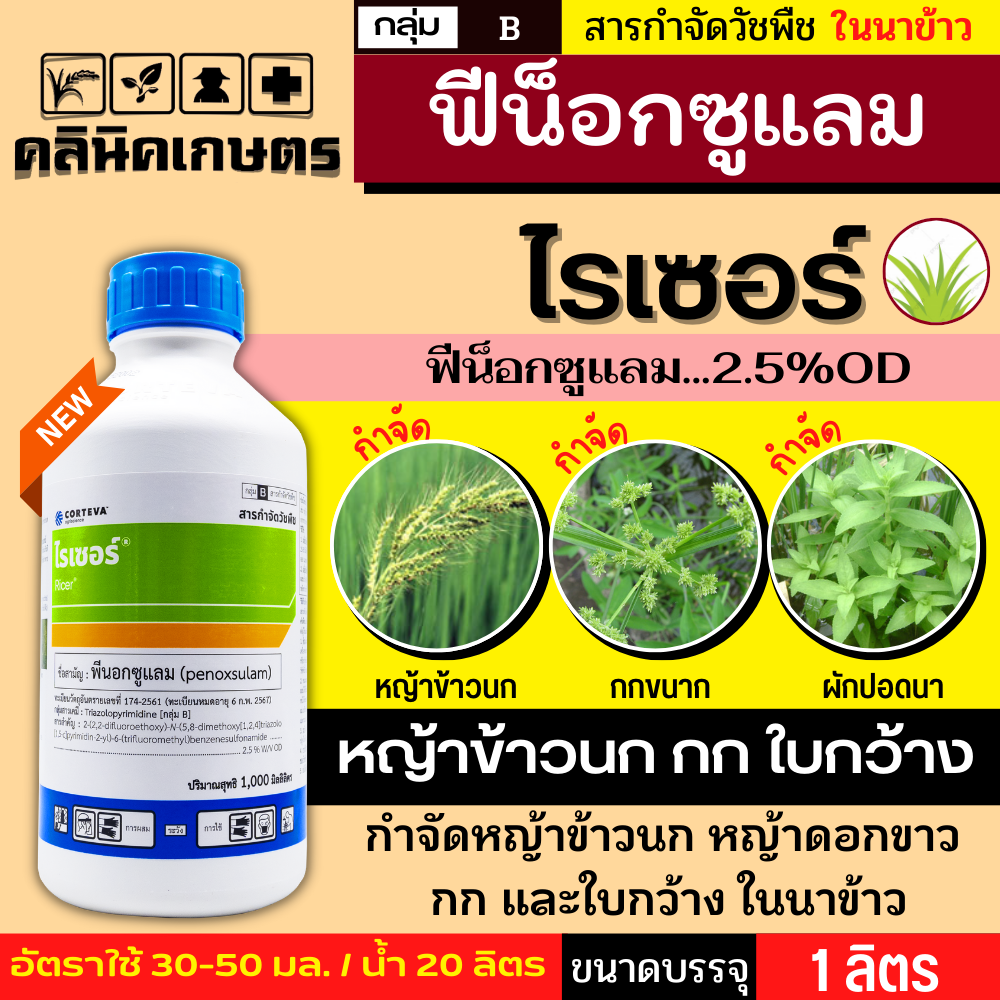 กลุ่ม B สารกำจัดวัชพืช ในนาข้าว
ฟีน็อกซูแลม
คลินิคเกษตร
ไรเซอร์
ฟีน็อกซูแลม...2.5%OD
NEW
กำจัด กำจัด กำจัด
หญ้าข้าวนก กกขนาก ผักปอดนา
หญ้าข้าวนก กก ใบกว้าง
กำจัดหญ้าข้าวนก หญ้าดอกขาว
กก และใบกว้าง ในนาข้าว
อัตราใช้ 30-50 มล. / น้ำ 20 ลิตร ขนาดบรรจุ 1 ลิตร
กลุ่ม B สารกำจัดวัชพืช
CORTEVA
agriscience
สารกำจัดวัชพืช
ไรเซอร์®
Ricer®
ชื่อสามัญ : พีนอกซูแลม (penoxsulam)
ทะเบียนวัตถุอันตรายเลขที่ 174-2561 (ทะเบียนหมดอายุ 6 ก.พ. 2567)
กลุ่มสารเคมี : Triazolopyrimidine [กลุ่ม B]
สารสำคัญ : 2-(2,2-difluoroethoxy)-N-(5,8-dimethoxy[1,2,4]triazolo
[1,5-c]pyrimidin-2-yl)-6-(trifluoromethyl)benzenesulfonamide
2.5 % W/V OD
ปริมาณสุทธิ 1,000 มิลลิลิตร
การผสม ระวัง การใช้